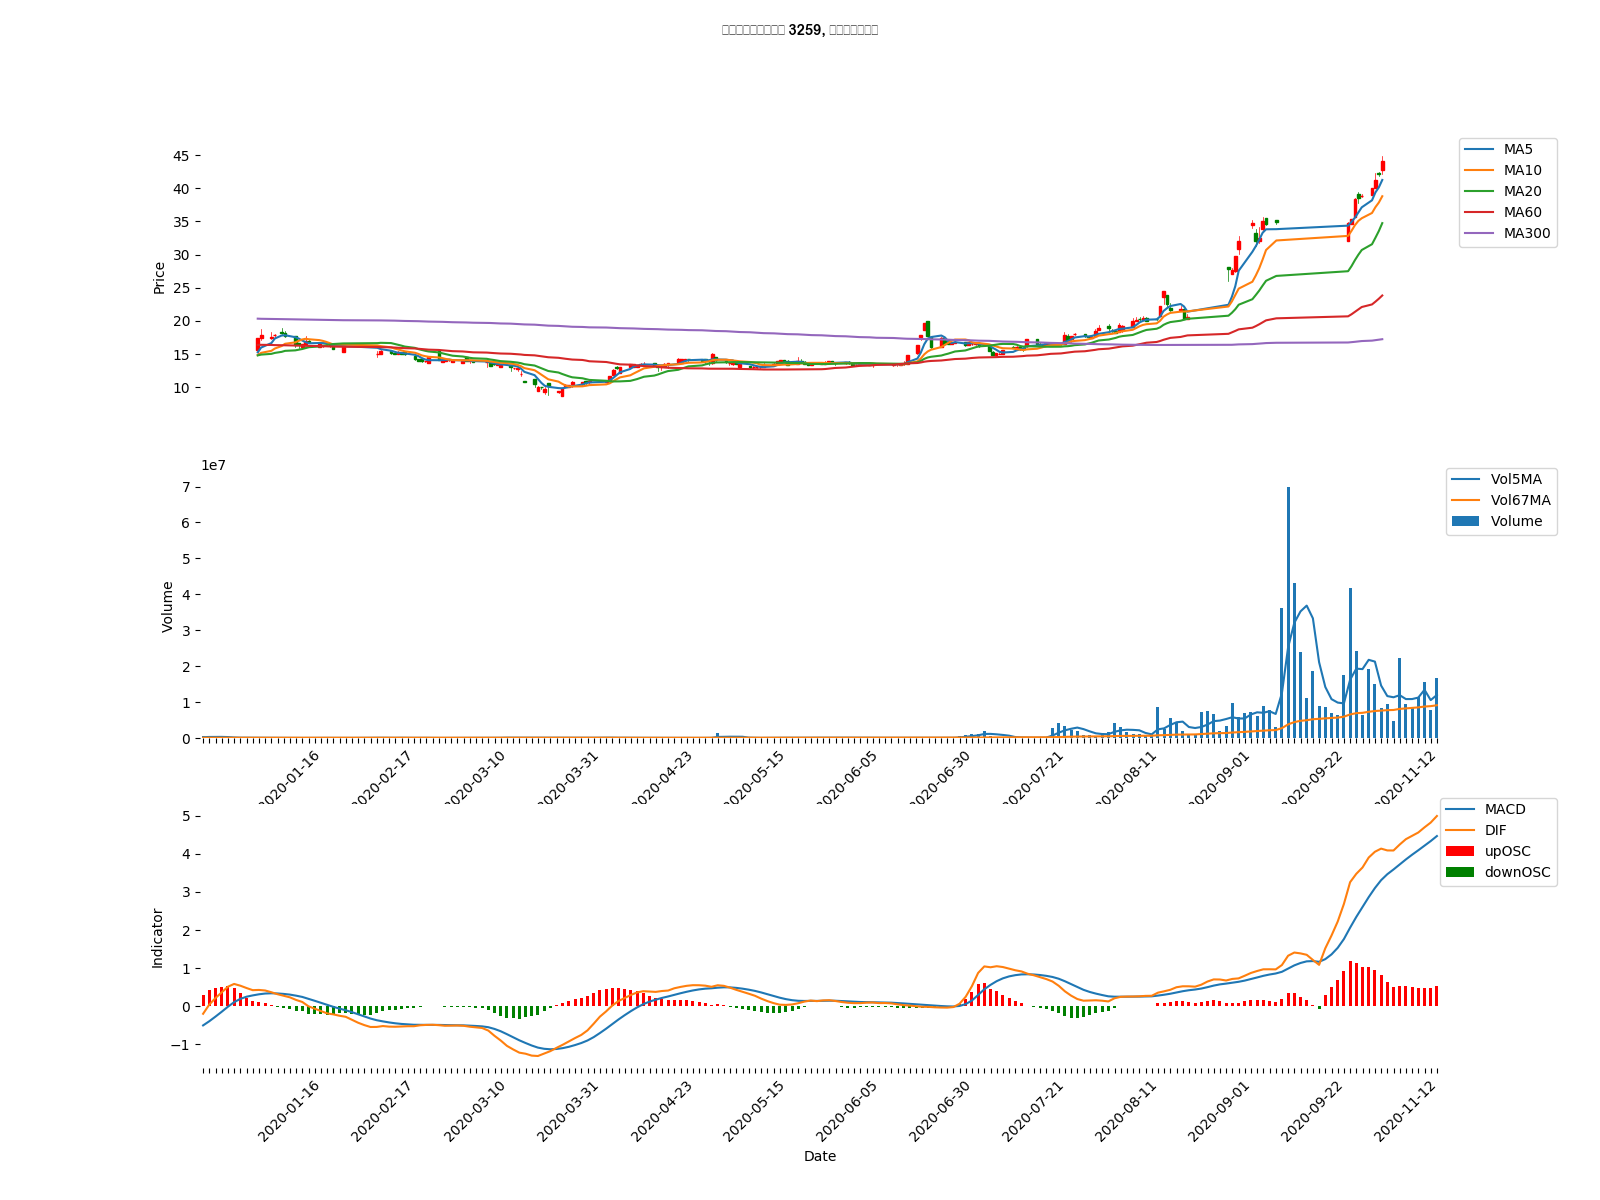 3259,
45
40
35
30
25
20
15
10
Price
MA5
MA10
MA20
MA60
MA300
1e7
7
6
5
4
3
2
1
0
Volume
Vol5MA
Vol67MA
Volume
2020-01-16
2020-02-17
2020-03-10
2020-03-31
2020-04-23
2020-05-15
2020-06-05
2020-06-30
2020-07-21
2020-08-11
2020-09-01
2020-09-22
2020-11-12
5
4
3
2
1
0
−1
Indicator
MACD
DIF
upOSC
downOSC
2020-01-16
2020-02-17
2020-03-10
2020-03-31
2020-04-23
2020-05-15
2020-06-05
2020-06-30
2020-07-21
2020-08-11
2020-09-01
2020-09-22
2020-11-12
Date